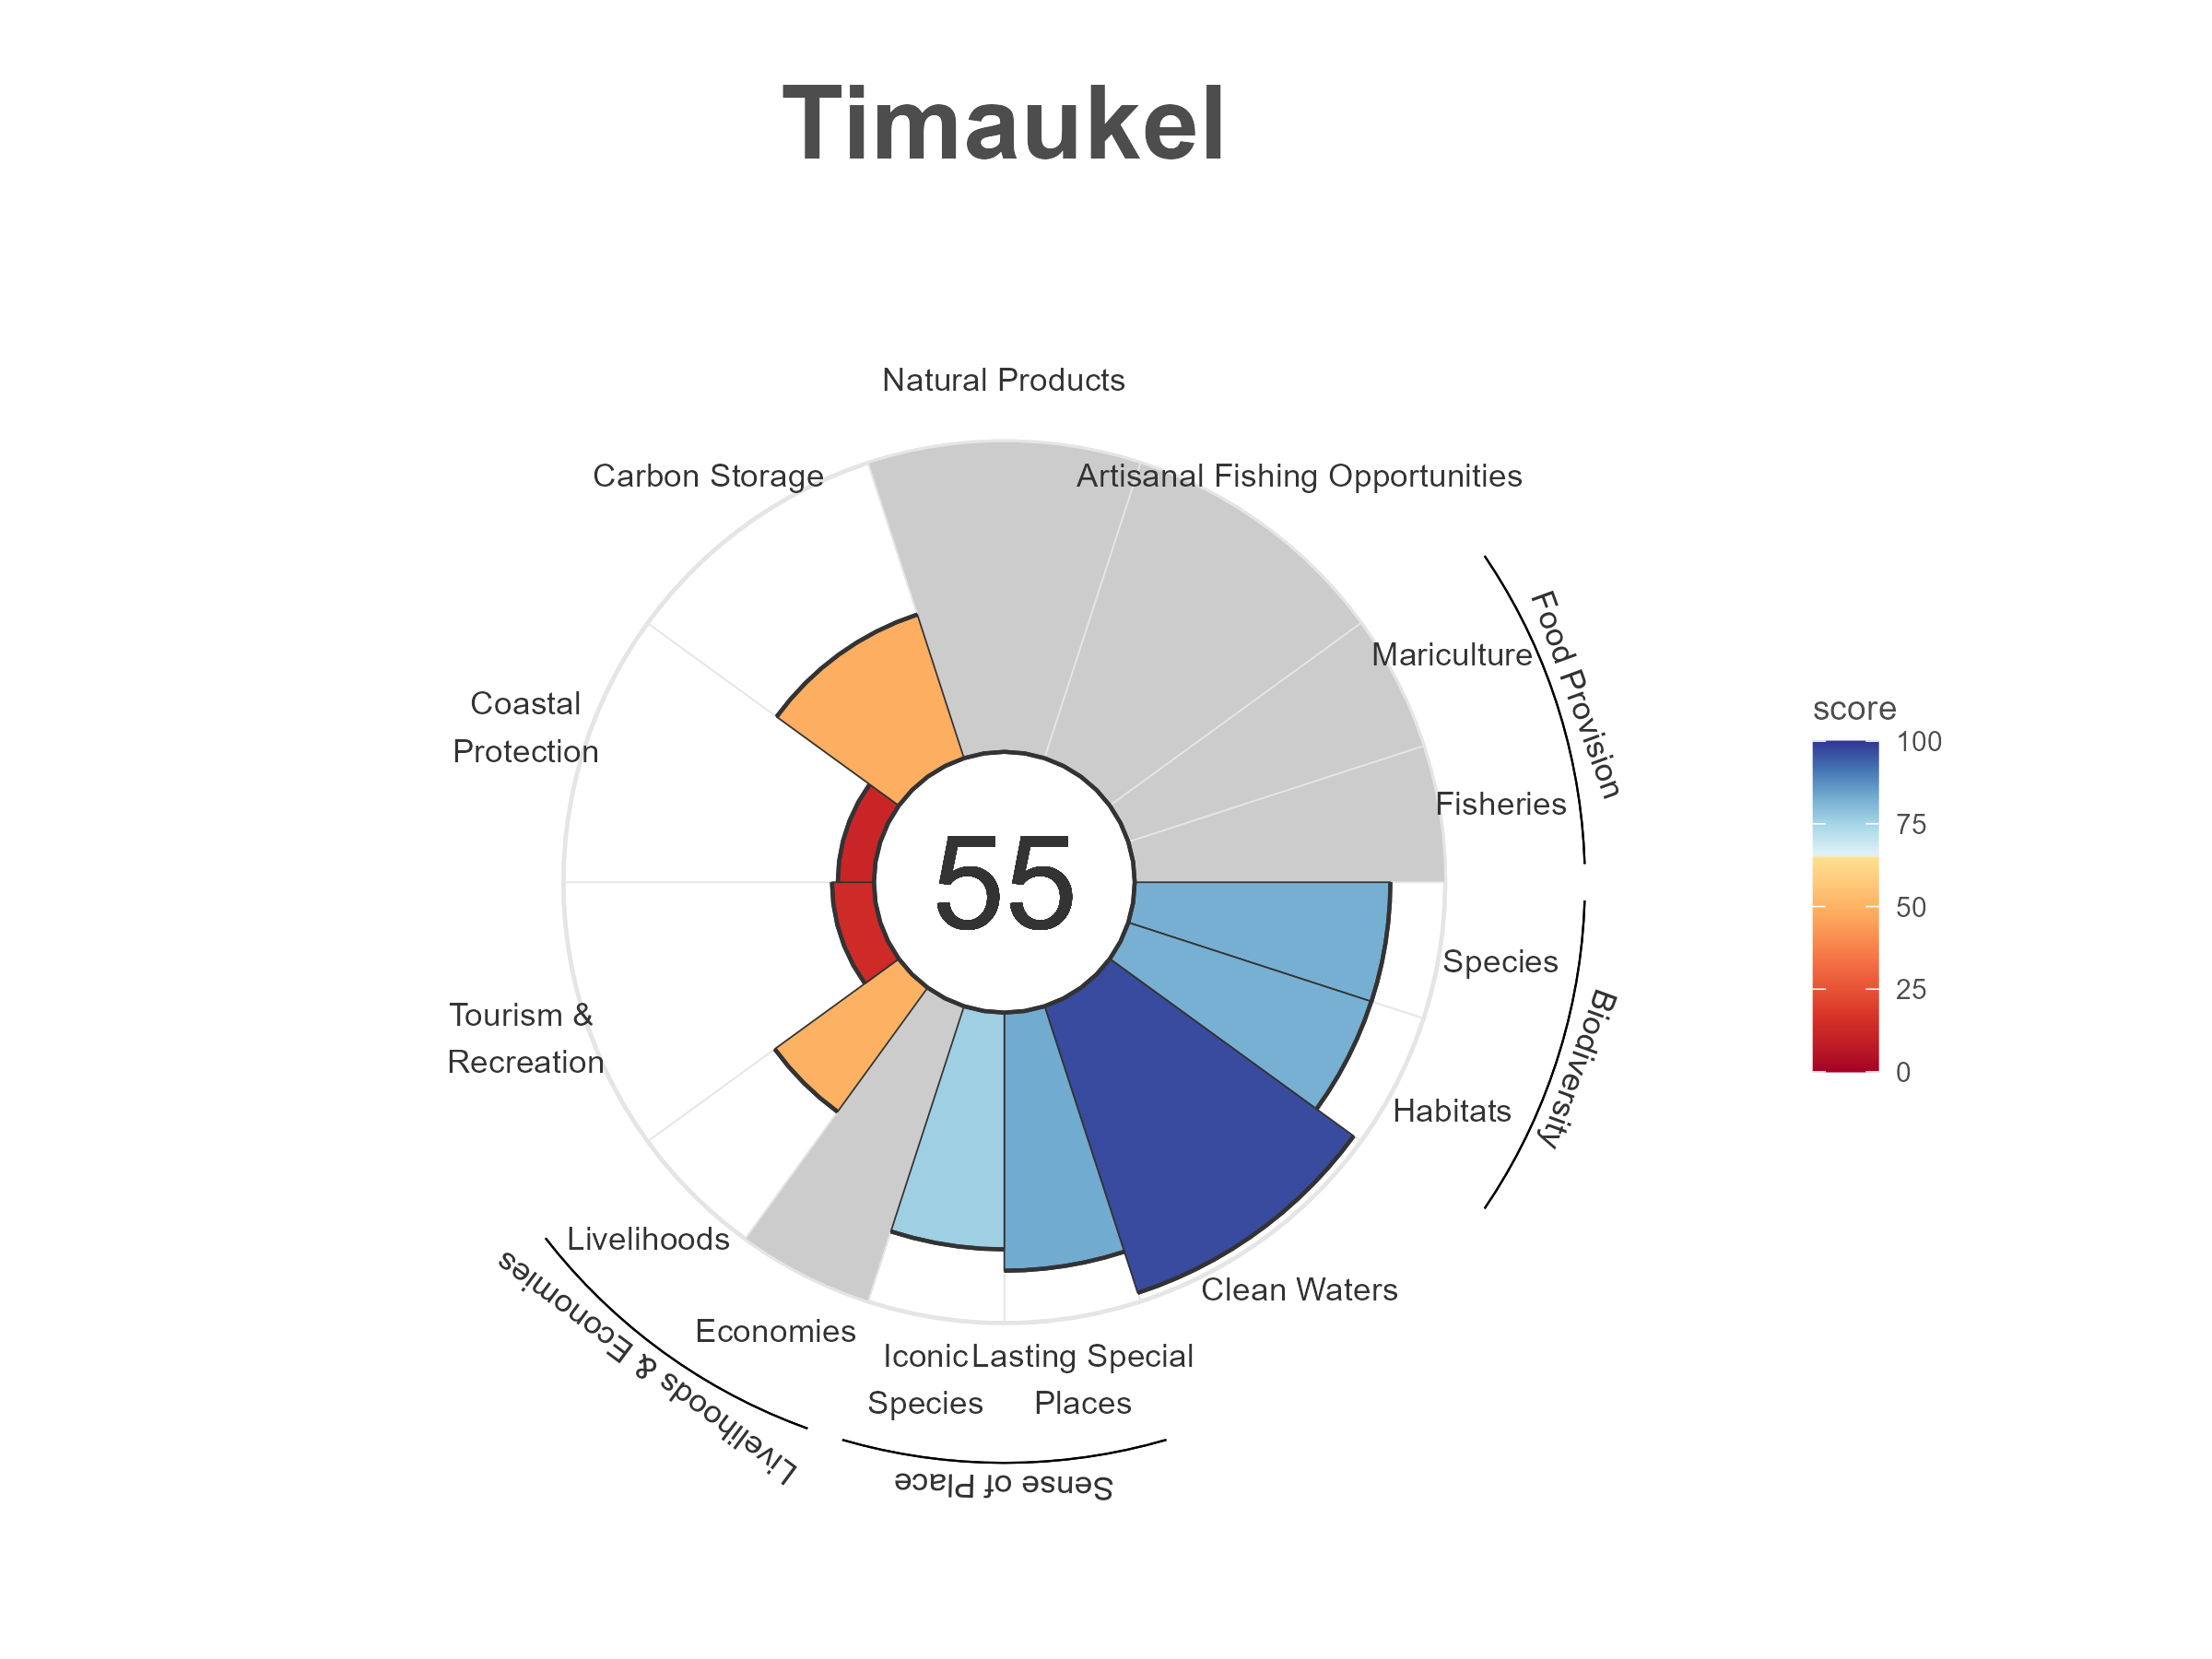 Timaukel
Natural Products
Carbon Storage
Artisanal Fishing Opportunities
Mariculture
Food Provision
Coastal
Protection
Fisheries
55
score
100
75
50
25
0
Species
Biodiversity
Tourism &
Recreation
Habitats
Livelihoods
Clean Waters
Economies
Livelihoods & Economies
Iconic
Species
Lasting Special
Places
Sense of Place